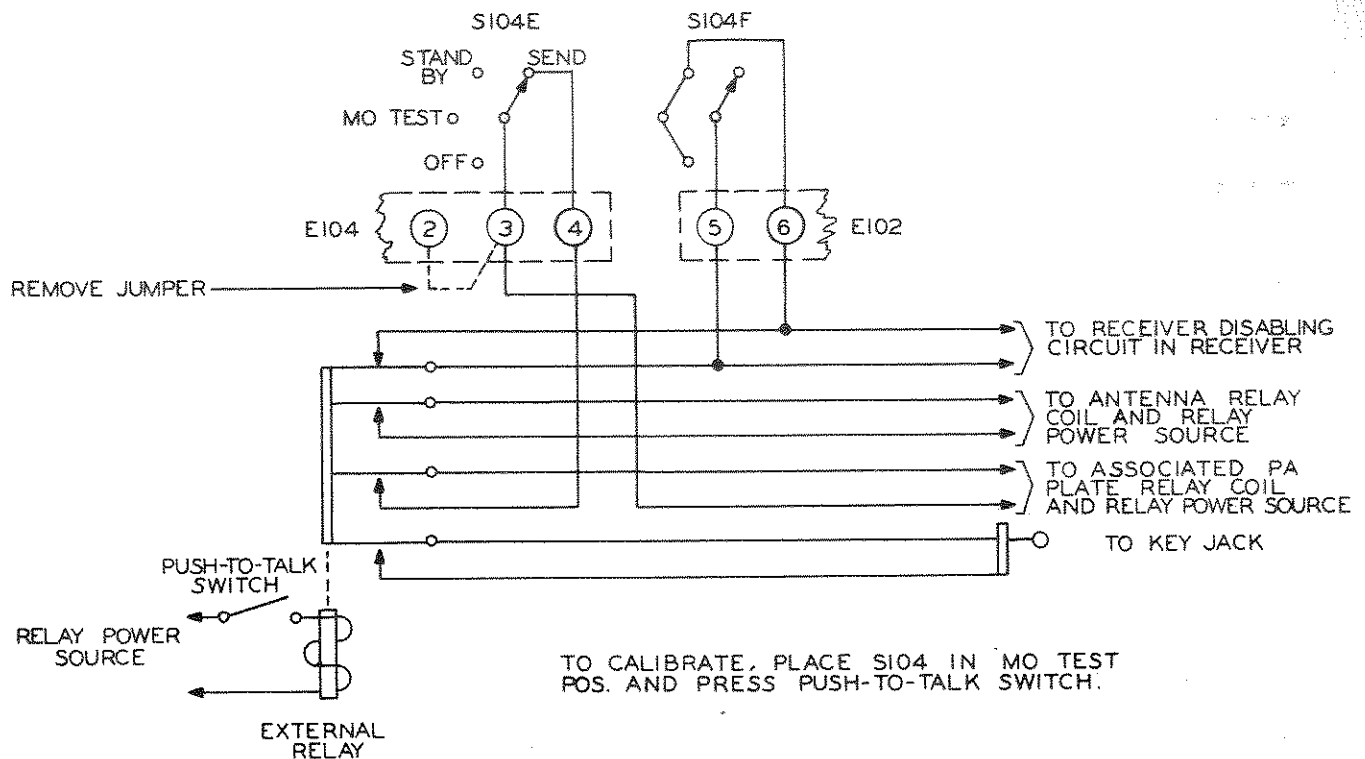 S104E
S104F
STAND
BY
SEND
MO TEST
OFF
E104
2
3
4
5
6
E102
REMOVE JUMPER
TO RECEIVER DISABLING
CIRCUIT IN RECEIVER
TO ANTENNA RELAY
COIL AND RELAY
POWER SOURCE
TO ASSOCIATED PA
PLATE RELAY COIL
AND RELAY POWER SOURCE
TO KEY JACK
PUSH-TO-TALK
SWITCH
RELAY POWER
SOURCE
TO CALIBRATE, PLACE S104 IN MO TEST
POS. AND PRESS PUSH-TO-TALK SWITCH.
EXTERNAL
RELAY